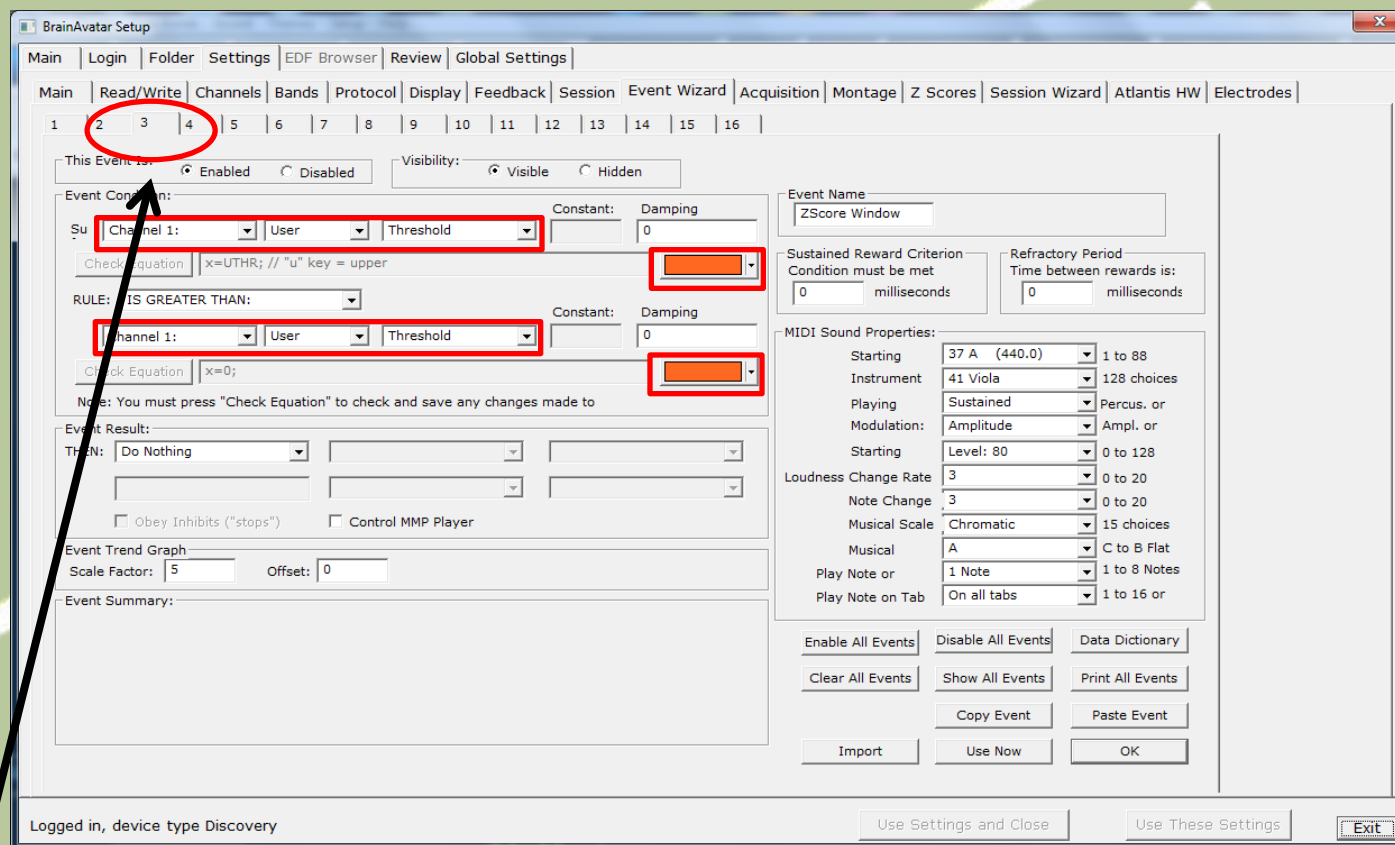 BrainAvatar Setup
Main Login Folder Settings EDF Browser Review Global Settings
Main Read/Write Channels Bands Protocol Display Feedback Session Event Wizard Acquisition Montage Z Scores Session Wizard Atlantis HW Electrodes
1 2 3 4 5 6 7 8 9 10 11 12 13 14 15 16
This Event Is: Enabled Disabled
Visibility: Visible Hidden
Event Condition:
Constant: Damping
Su Channel 1: User Threshold 0
Check Equation x=UTHR; // "u" key = upper
RULE: IS GREATER THAN:
Constant: Damping
Channel 1: User Threshold 0
Check Equation x=0;
Note: You must press "Check Equation" to check and save any changes made to
Event Result:
THEN: Do Nothing
Obey Inhibits ("stops") Control MMP Player
Event Trend Graph
Scale Factor: 5 Offset: 0
Event Summary:
Event Name
ZScore Window
Sustained Reward Criterion
Condition must be met
0 milliseconds
Refractory Period
Time between rewards is:
0 milliseconds
MIDI Sound Properties:
Starting 37 A (440.0) 1 to 88
Instrument 41 Viola 128 choices
Playing Sustained Percus. or
Modulation: Amplitude Ampl. or
Starting Level: 80 0 to 128
Loudness Change Rate 3 0 to 20
Note Change 3 0 to 20
Musical Scale Chromatic 15 choices
Musical A C to B Flat
Play Note or 1 Note 1 to 8 Notes
Play Note on Tab On all tabs 1 to 16 or
Enable All Events Disable All Events Data Dictionary
Clear All Events Show All Events Print All Events
Copy Event Paste Event
Import Use Now OK
Logged in, device type Discovery
Use Settings and Close Use These Settings Exit